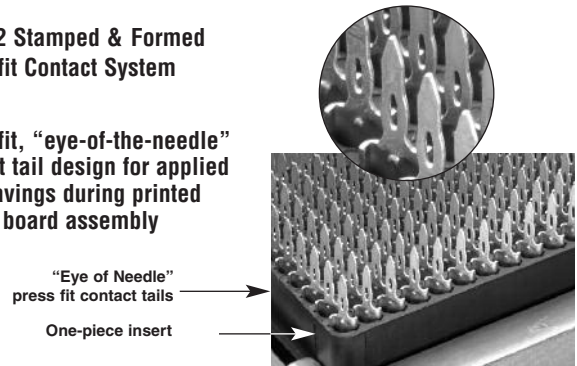 2 Stamped & Formed
fit Contact System
fit, “eye-of-the-needle”
t tail design for applied
avings during printed
board assembly
“Eye of Needle”
press fit contact tails
One-piece insert